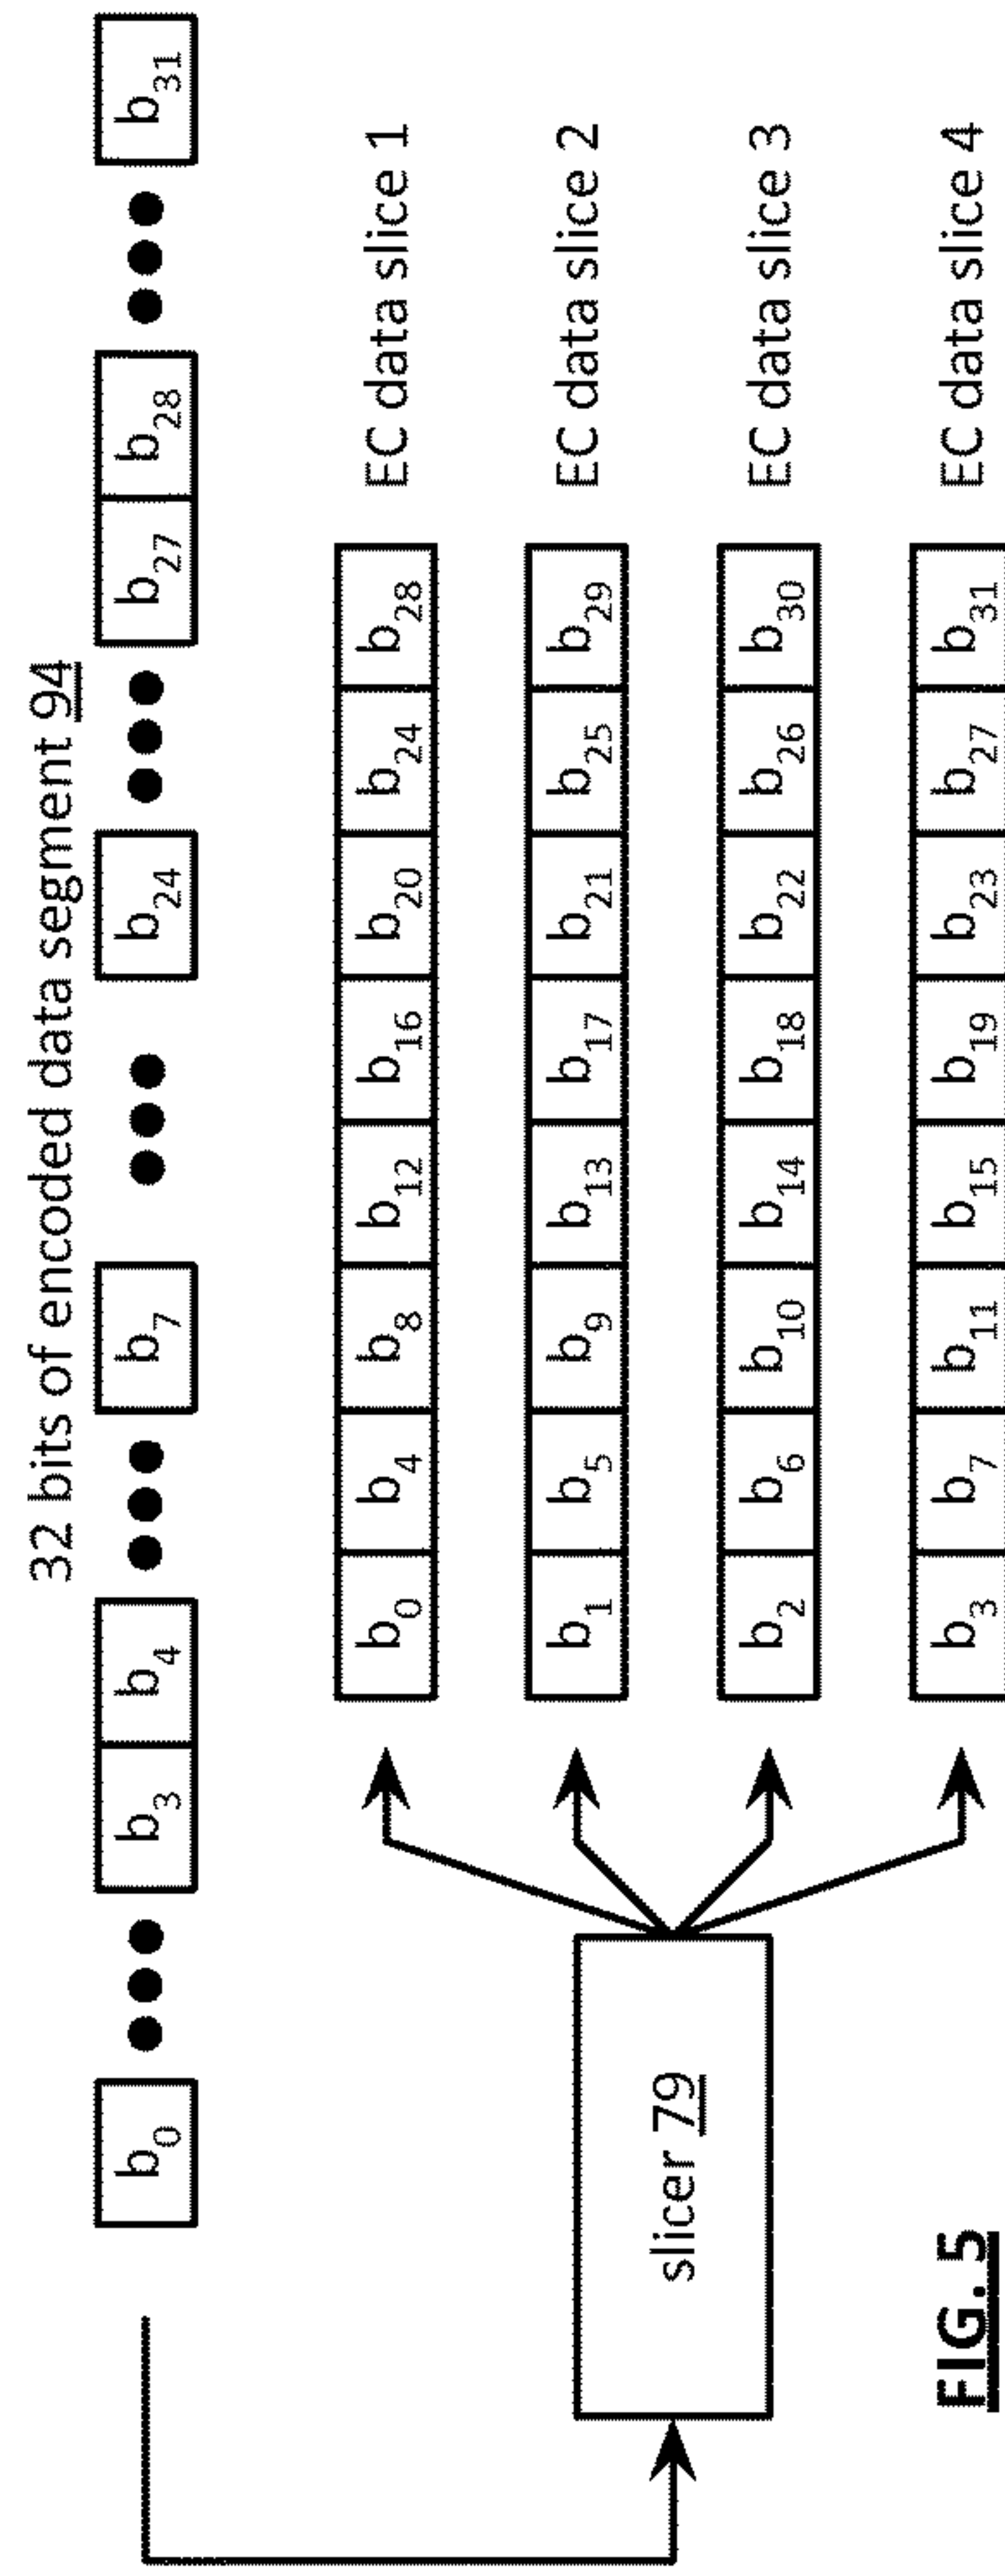 32 bits of encoded data segment 94
b0 ••• b3 b4 ••• b7 ••• b24 ••• b27 b28 ••• b31
b0 b4 b8 b12 b16 b20 b24 b28 EC data slice 1
b1 b5 b9 b13 b17 b21 b25 b29 EC data slice 2
slicer 79
b2 b6 b10 b14 b18 b22 b26 b30 EC data slice 3
b3 b7 b11 b15 b19 b23 b27 b31 EC data slice 4
FIG. 5